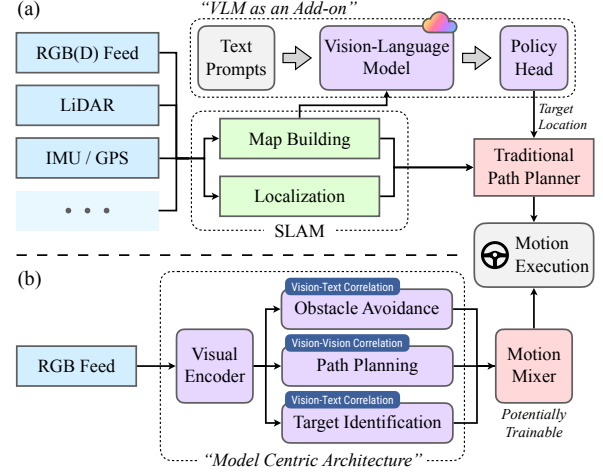 (a)
“VLM as an Add-on”
RGB(D) Feed
LiDAR
IMU / GPS
• • •
Text
Prompts
Vision-Language
Model
Policy
Head
Target
Location
Map Building
Localization
SLAM
Traditional
Path Planner
Motion
Execution
(b)
RGB Feed
Visual
Encoder
Vision-Text Correlation
Obstacle Avoidance
Vision-Vision Correlation
Path Planning
Vision-Text Correlation
Target Identification
Motion
Mixer
Potentially
Trainable
“Model Centric Architecture”